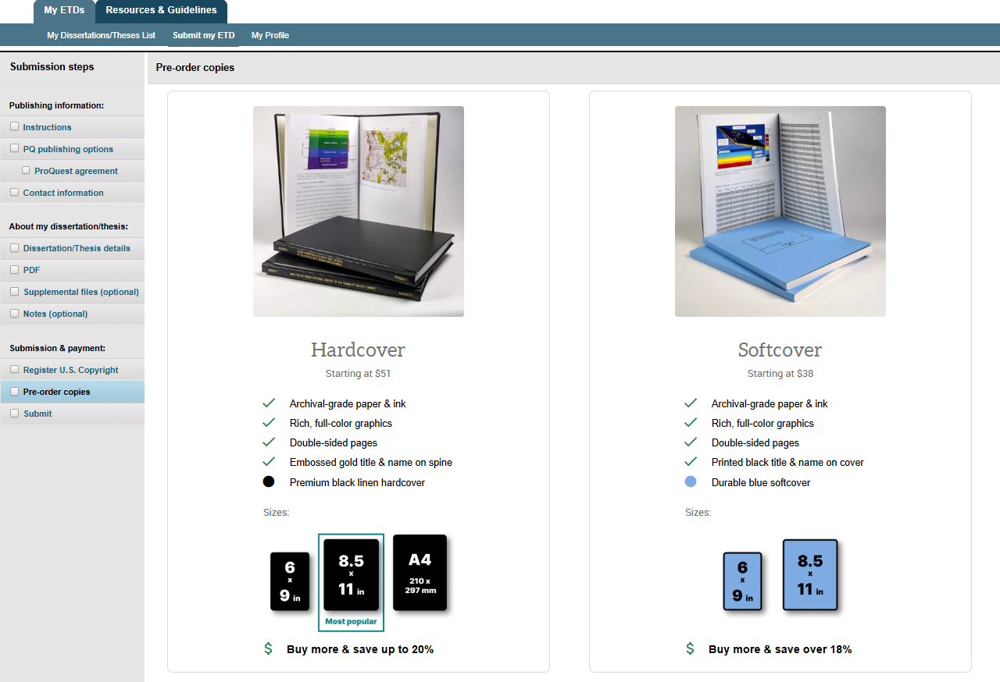 My ETDs
Resources & Guidelines
My Dissertations/Theses List
Submit my ETD
My Profile
Submission steps
Publishing information:
Instructions
PQ publishing options
ProQuest agreement
Contact information
About my dissertation/thesis:
Dissertation/Thesis details
PDF
Supplemental files (optional)
Notes (optional)
Submission & payment:
Register U.S. Copyright
Pre-order copies
Submit
Pre-order copies
Hardcover
Starting at $51
Archival-grade paper & ink
Rich, full-color graphics
Double-sided pages
Embossed gold title & name on spine
Premium black linen hardcover
Sizes:
6
x
9 in
8.5
x
11 in
Most popular
A4
210 x
297 mm
$ Buy more & save up to 20%
Softcover
Starting at $38
Archival-grade paper & ink
Rich, full-color graphics
Double-sided pages
Printed black title & name on cover
Durable blue softcover
Sizes:
6
x
9 in
8.5
x
11 in
$ Buy more & save over 18%